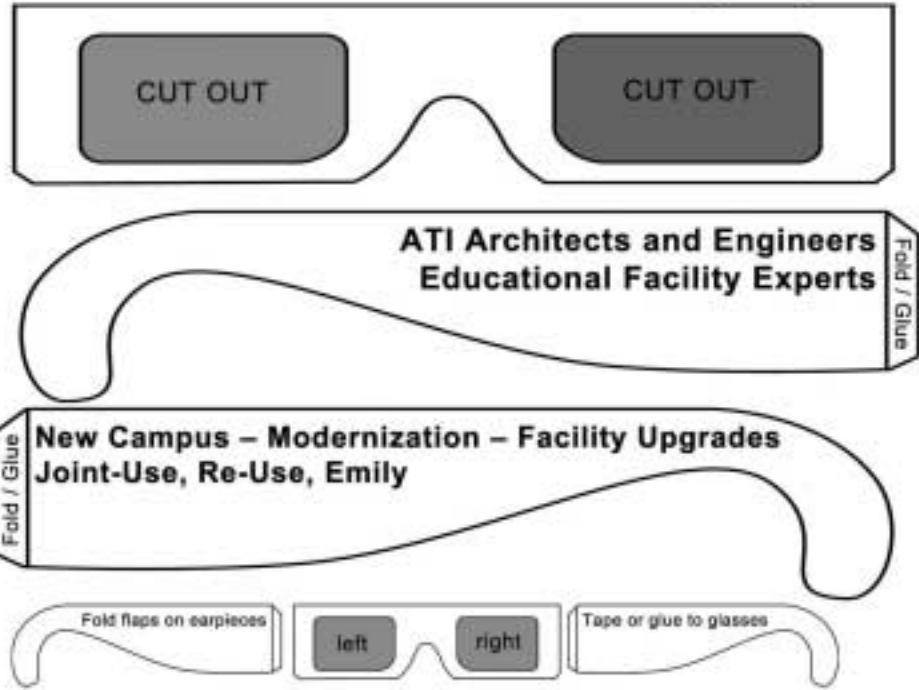 CUT OUT
CUT OUT
ATI Architects and Engineers
Educational Facility Experts
Fold / Glue
Fold / Glue
New Campus – Modernization – Facility Upgrades
Joint-Use, Re-Use, Emily
Fold flaps on earpieces
left
right
Tape or glue to glasses